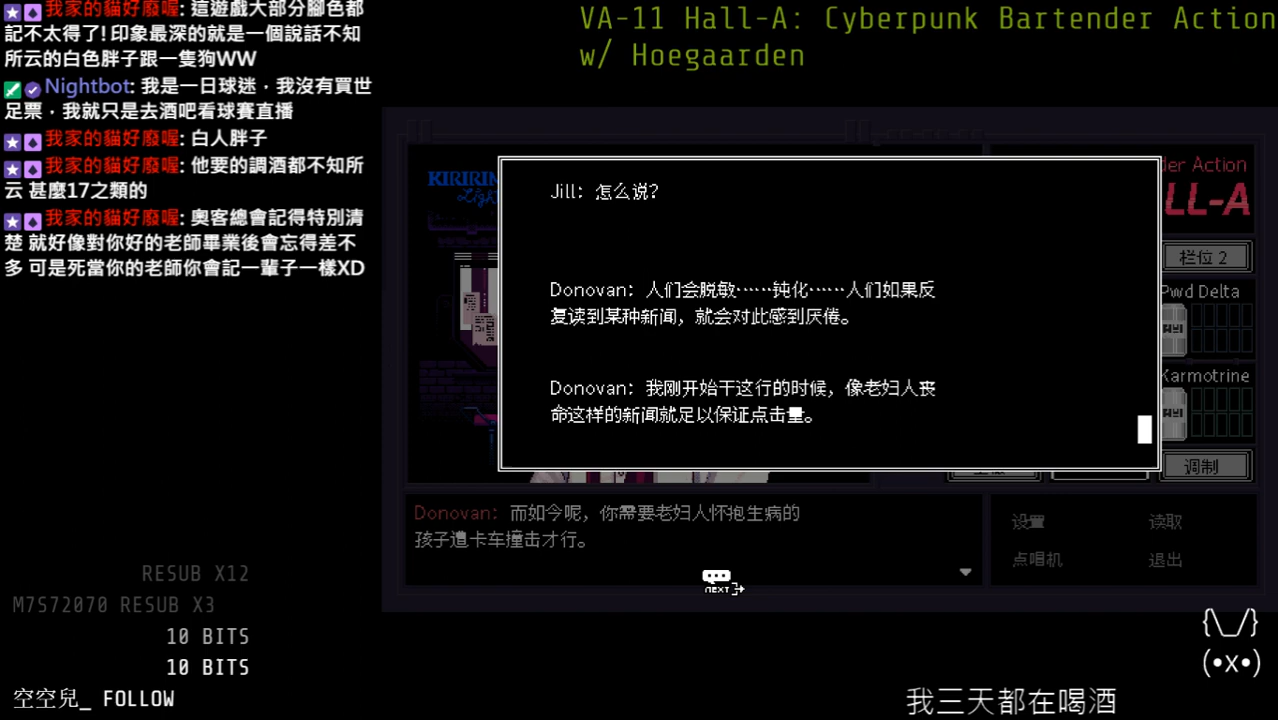 我家的貓好廢喔: 這遊戲大部分腳色都
記不太得了! 印象最深的就是一個說話不知
所云的白色胖子跟一隻狗WW
Nightbot: 我是一日球迷，我沒有買世
足票，我就只是去酒吧看球賽直播
我家的貓好廢喔: 白人胖子
我家的貓好廢喔: 他要的調酒都不知所
云 甚麼17之類的
我家的貓好廢喔: 奧客總會記得特別清
楚 就好像對你好的老師畢業後會忘得差不
多 可是死當你的老師你會記一輩子一樣XD
VA-11 Hall-A: Cyberpunk Bartender Action
w/ Hoegaarden
KIRIRIN
Ligh
der Action
LL-A
Jill: 怎么说?
Donovan: 人们会脱敏……钝化……人们如果反
复读到某种新闻，就会对此感到厌倦。
Donovan: 我刚开始干这行的时候，像老妇人丧
命这样的新闻就足以保证点击量。
栏位 2
Pwd Delta
Karmotrine
调制
Donovan: 而如今呢，你需要老妇人怀抱生病的
孩子遭卡车撞击才行。
NEXT
设置
读取
点唱机
退出
RESUB X12
M7S72070 RESUB X3
10 BITS
10 BITS
空空兒_ FOLLOW
{\_/}
(•x•)
我三天都在喝酒